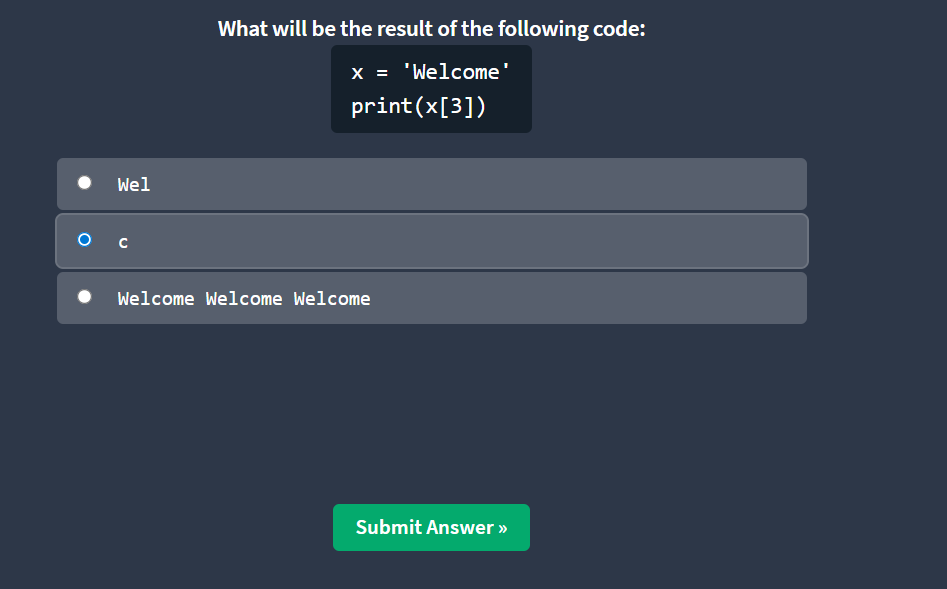 What will be the result of the following code:
x = 'Welcome'
print(x[3])
Wel
c
Welcome Welcome Welcome
Submit Answer »